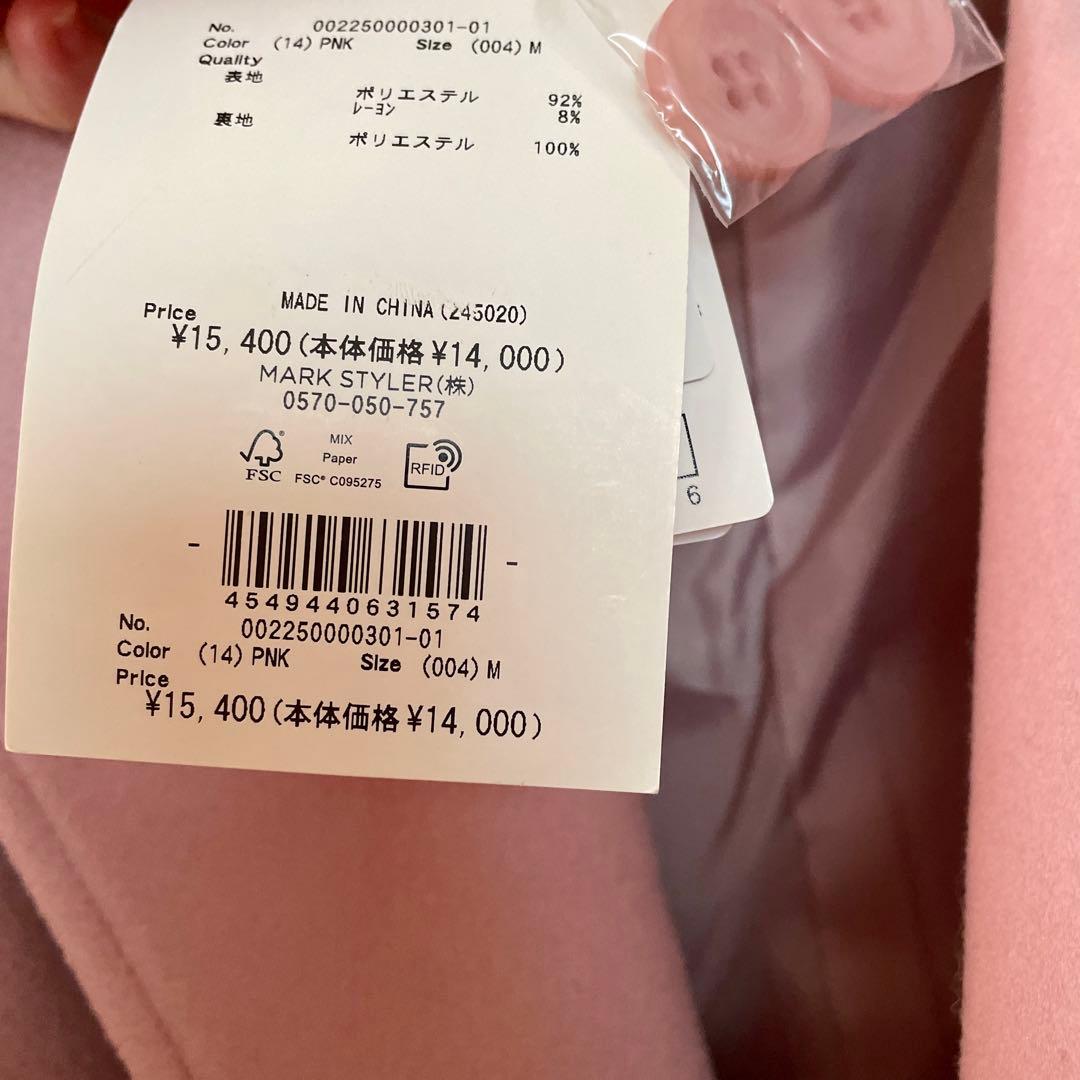 No. 002250000301-01
Color (14) PNK Size (004) M
Quality
表地
ポリエステル 92%
レーヨン 8%
裏地
ポリエステル 100%
MADE IN CHINA(245020)
Price
¥15,400(本体価格¥14,000)
MARK STYLER(株)
0570-050-757
FSC®
MIX
Paper
FSC® C095275
RFID
6
4549440631574
No. 002250000301-01
Color (14) PNK Size (004) M
Price
¥15,400(本体価格¥14,000)